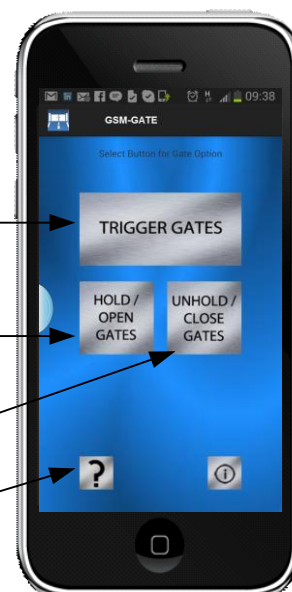 09:38
GSM-GATE
Select Button for Gate Option
TRIGGER GATES
HOLD /
OPEN
GATES
UNHOLD /
CLOSE
GATES
?